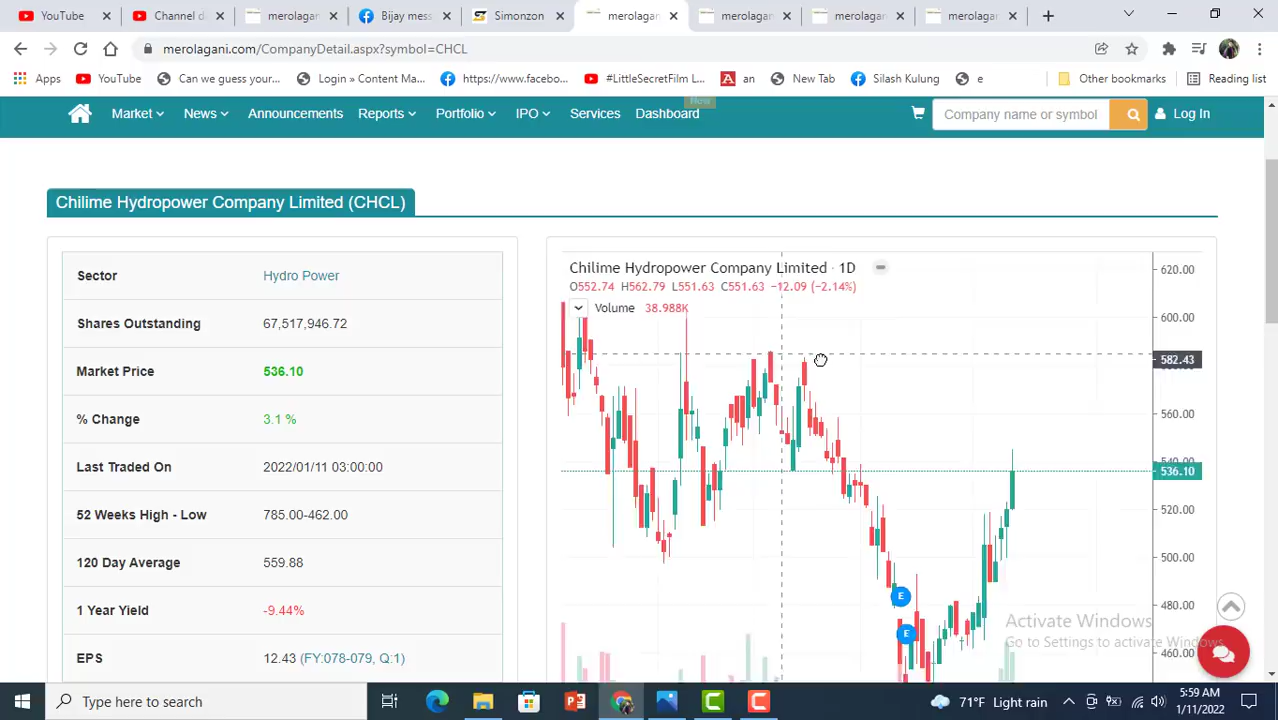 YouTube
Channel da
merolagani
Bijay mess
Simonzon
merolagani
merolagani
merolagani
merolagani
merolagani.com/CompanyDetail.aspx?symbol=CHCL
Apps
YouTube
Can we guess your...
Login » Content Ma...
https://www.facebo...
#LittleSecretFilm L...
an
New Tab
Silash Kulung
e
Other bookmarks
Reading list
Now
Market
News
Announcements
Reports
Portfolio
IPO
Services
Dashboard
Company name or symbol
Log In
Chilime Hydropower Company Limited (CHCL)
Sector Hydro Power
Shares Outstanding 67,517,946.72
Market Price 536.10
% Change 3.1 %
Last Traded On 2022/01/11 03:00:00
52 Weeks High - Low 785.00-462.00
120 Day Average 559.88
1 Year Yield -9.44%
EPS 12.43 (FY:078-079, Q:1)
Chilime Hydropower Company Limited · 1D
O552.74 H562.79 L551.63 C551.63 −12.09 (−2.14%)
Volume 38.988K
620.00
600.00
582.43
560.00
536.10
520.00
500.00
480.00
460.00
E
E
Activate Windows
Go to Settings to activate Windows.
Type here to search
71°F Light rain
5:59 AM
1/11/2022